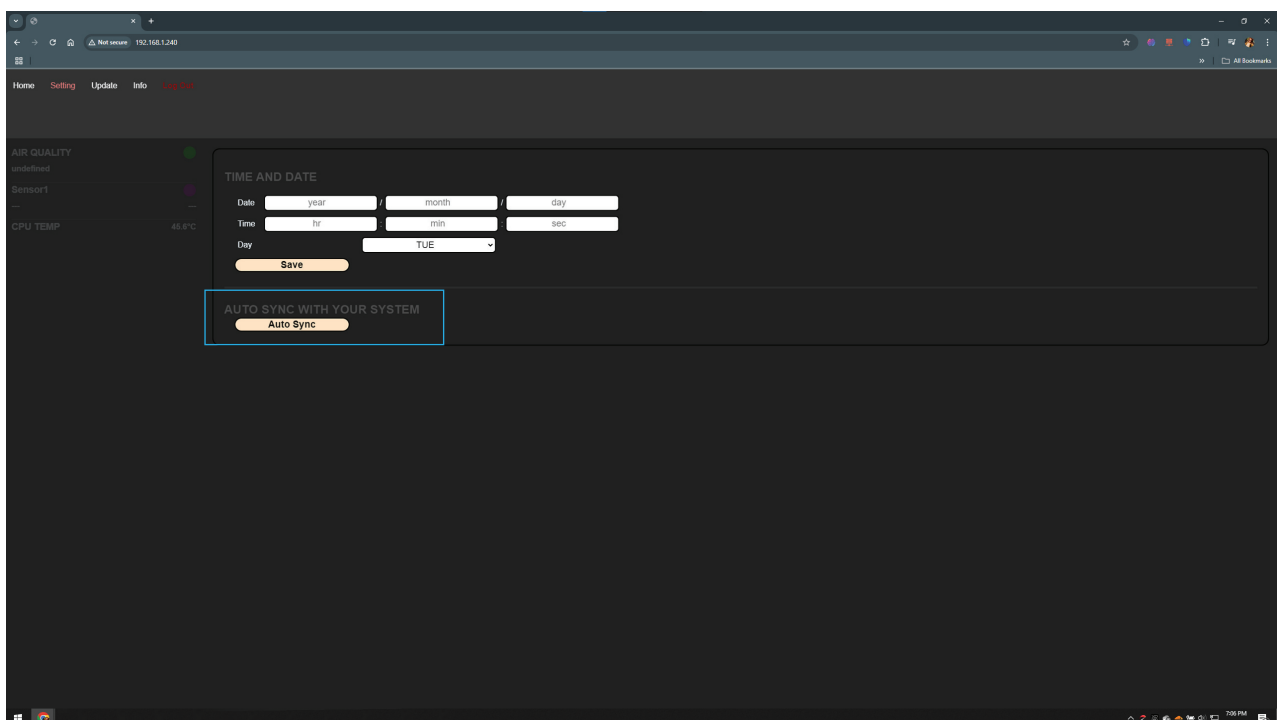 Not secure 192.168.1.240
All Bookmarks
Home Setting Update Info
AIR QUALITY
undefined
Sensor1
--- ---
CPU TEMP 45.6°C
TIME AND DATE
Date year / month / day
Time hr : min : sec
Day TUE
Save
AUTO SYNC WITH YOUR SYSTEM
Auto Sync
7:06 PM